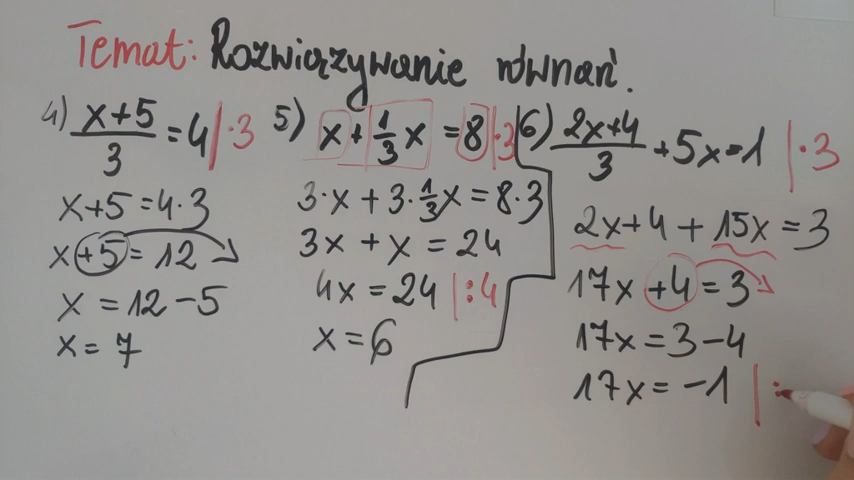 Temat: Rozwiązywanie równań.
4) x+5/3 = 4 |·3
x+5 = 4·3
x +5 = 12
x = 12 - 5
x = 7
5) x + 1/3 x = 8 |·3
3·x + 3·1/3 x = 8·3
3x + x = 24
4x = 24 |:4
x = 6
6) 2x+4/3 + 5x = 1 |·3
2x + 4 + 15x = 3
17x + 4 = 3
17x = 3 - 4
17x = -1 |: